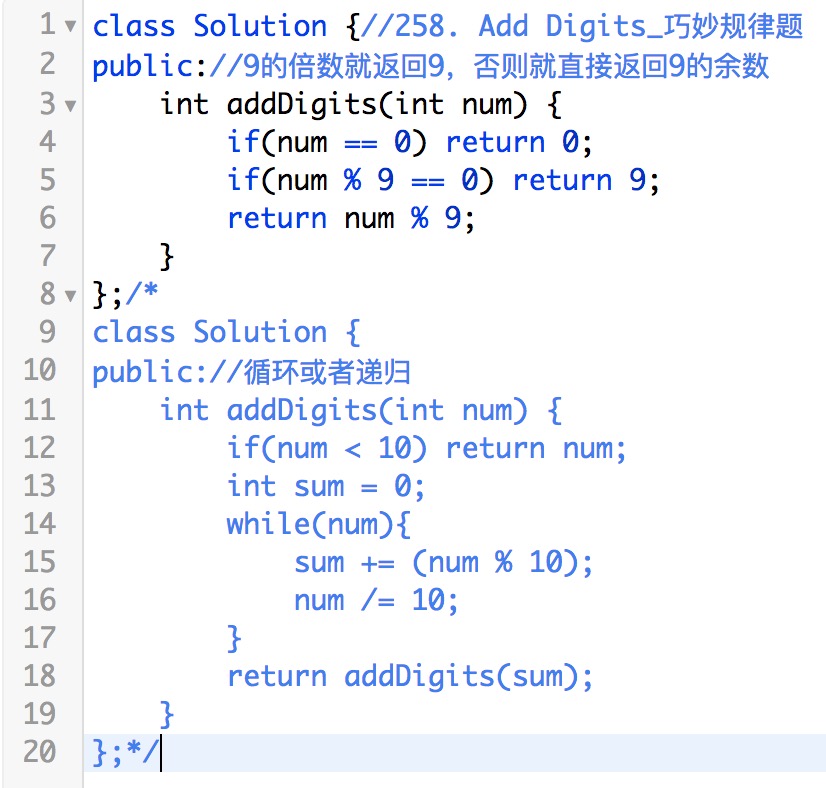 1 class Solution {//258. Add Digits_巧妙规律题
2 public://9的倍数就返回9，否则就直接返回9的余数
3     int addDigits(int num) {
4         if(num == 0) return 0;
5         if(num % 9 == 0) return 9;
6         return num % 9;
7     }
8 };/*
9 class Solution {
10 public://循环或者递归
11     int addDigits(int num) {
12         if(num < 10) return num;
13         int sum = 0;
14         while(num){
15             sum += (num % 10);
16             num /= 10;
17         }
18         return addDigits(sum);
19     }
20 };*/